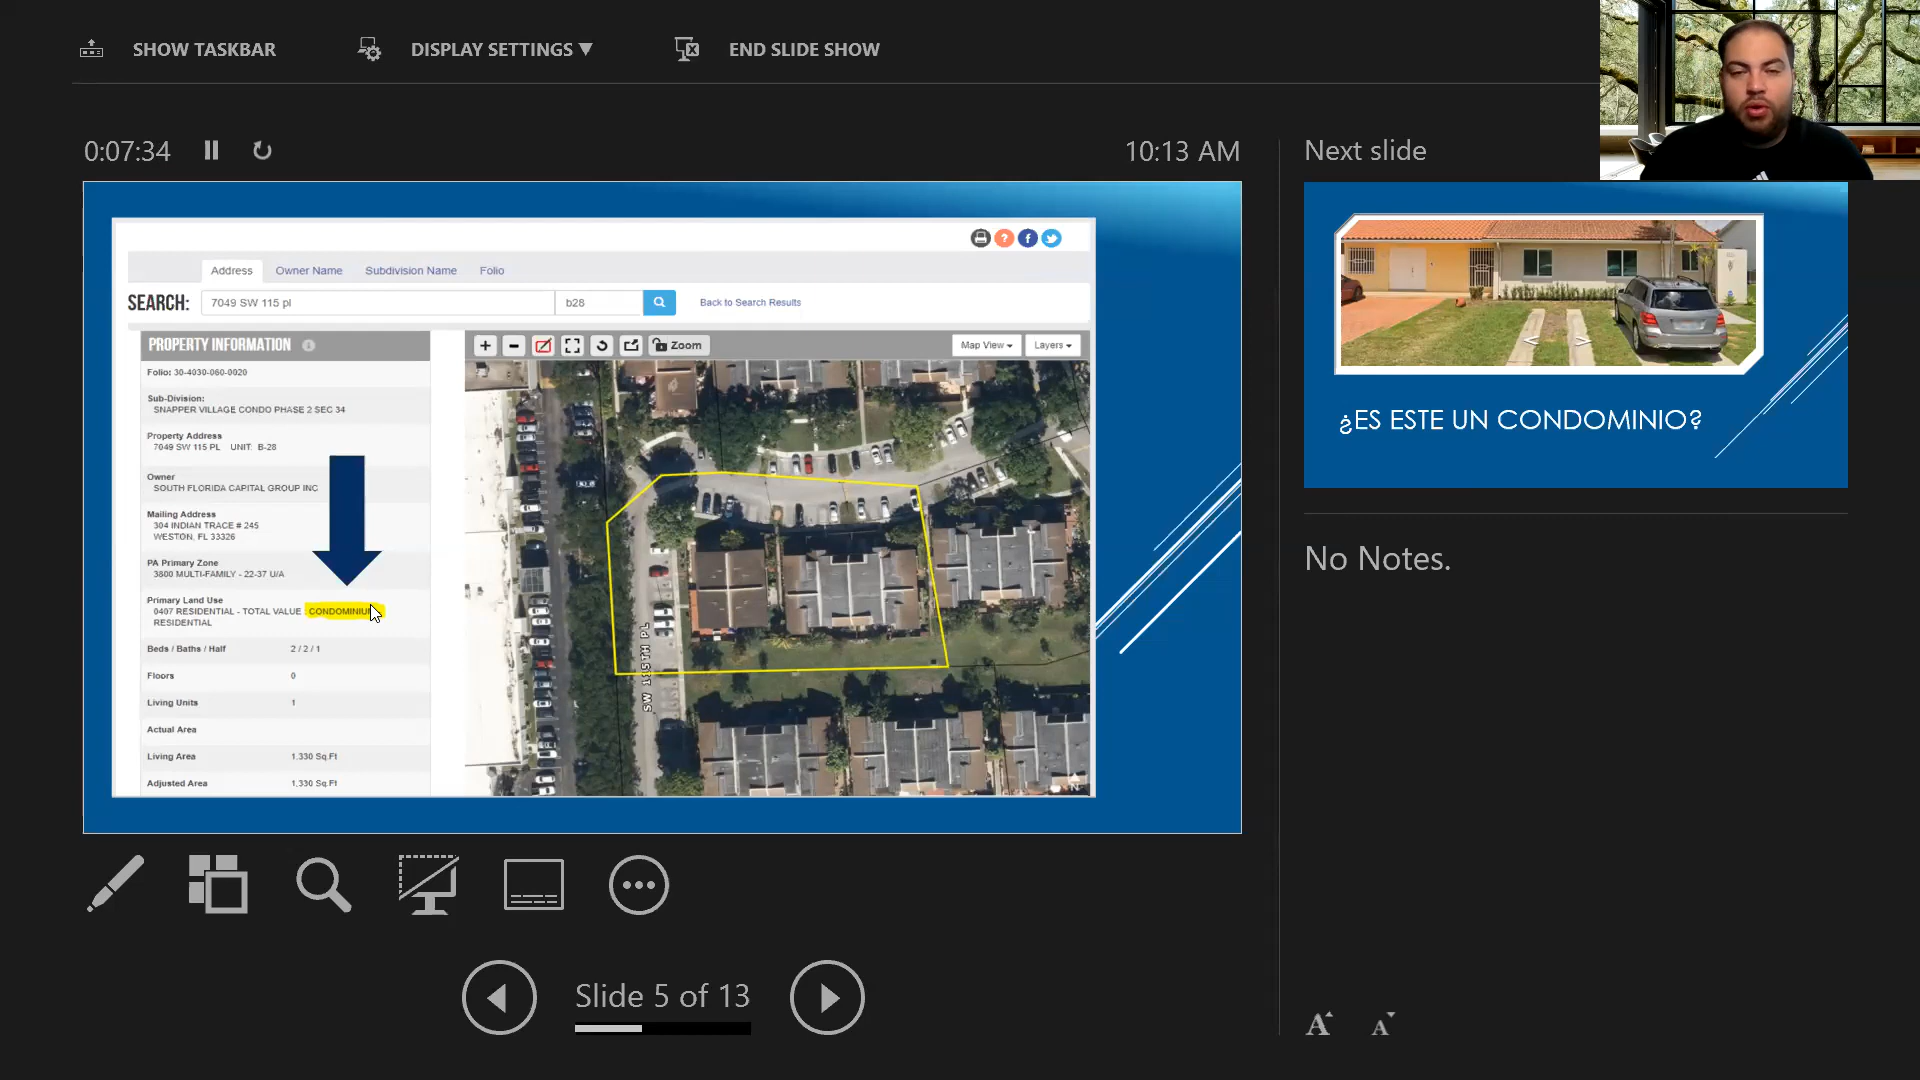 SHOW TASKBAR
DISPLAY SETTINGS ▼
END SLIDE SHOW
0:07:34
10:13 AM
Next slide
Address
Owner Name
Subdivision Name
Folio
SEARCH:
7049 SW 115 pl
b28
Back to Search Results
PROPERTY INFORMATION
Zoom
Map View
Layers
Folio: 30-4030-060-0020
Sub-Division:
SNAPPER VILLAGE CONDO PHASE 2 SEC 34
Property Address
7049 SW 115 PL UNIT: B-28
Owner
SOUTH FLORIDA CAPITAL GROUP INC
Mailing Address
304 INDIAN TRACE # 245
WESTON, FL 33326
PA Primary Zone
3800 MULTI-FAMILY - 22-37 U/A
Primary Land Use
0407 RESIDENTIAL - TOTAL VALUE : CONDOMINIUM
RESIDENTIAL
Beds / Baths / Half 2 / 2 / 1
Floors 0
Living Units 1
Actual Area
Living Area 1,330 Sq.Ft
Adjusted Area 1,330 Sq.Ft
SW 115TH PL
N
¿ES ESTE UN CONDOMINIO?
No Notes.
Slide 5 of 13